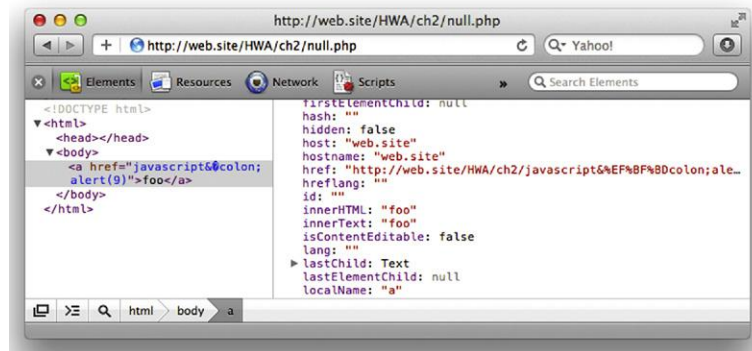 http://web.site/HWA/ch2/null.php
http://web.site/HWA/ch2/null.php
Yahoo!
Elements Resources Network Scripts » Search Elements
<!DOCTYPE html>
▼<html>
<head></head>
▼<body>
<a href="javascript&�colon;
alert(9)">foo</a>
</body>
</html>
firstElementChild: null
hash: ""
hidden: false
host: "web.site"
hostname: "web.site"
href: "http://web.site/HWA/ch2/javascript&%EF%BF%BDcolon;ale…
hreflang: ""
id: ""
innerHTML: "foo"
innerText: "foo"
isContentEditable: false
lang: ""
▶lastChild: Text
lastElementChild: null
localName: "a"
html body a